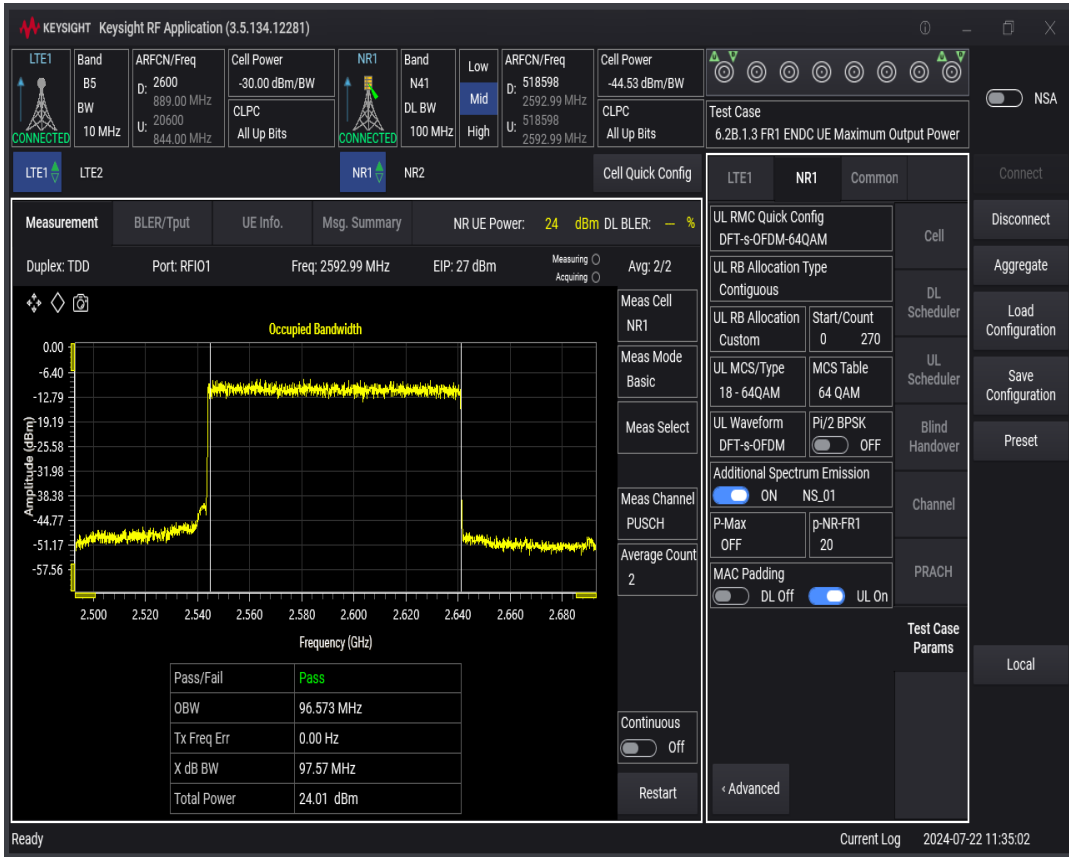 KEYSIGHT Keysight RF Application (3.5.134.12281)
LTE1
CONNECTED
Band
B5
BW
10 MHz
ARFCN/Freq
D: 2600
889.00 MHz
U: 20600
844.00 MHz
Cell Power
-30.00 dBm/BW
CLPC
All Up Bits
NR1
CONNECTED
Band
N41
DL BW
100 MHz
Low
Mid
High
ARFCN/Freq
D: 518598
2592.99 MHz
U: 518598
2592.99 MHz
Cell Power
-44.53 dBm/BW
CLPC
All Up Bits
Test Case
6.2B.1.3 FR1 ENDC UE Maximum Output Power
NSA
LTE1 LTE2
NR1 NR2
Cell Quick Config
Measurement BLER/Tput UE Info. Msg. Summary NR UE Power: 24 dBm DL BLER: -- %
Duplex: TDD Port: RFIO1 Freq: 2592.99 MHz EIP: 27 dBm Measuring Avg: 2/2
Acquiring
Occupied Bandwidth
Amplitude (dBm)
0.00
-6.40
-12.79
-19.19
-25.58
-31.98
-38.38
-44.77
-51.17
-57.56
2.500 2.520 2.540 2.560 2.580 2.600 2.620 2.640 2.660 2.680
Frequency (GHz)
Pass/Fail Pass
OBW 96.573 MHz
Tx Freq Err 0.00 Hz
X dB BW 97.57 MHz
Total Power 24.01 dBm
Meas Cell
NR1
Meas Mode
Basic
Meas Select
Meas Channel
PUSCH
Average Count
2
Continuous
Off
Restart
LTE1 NR1 Common
UL RMC Quick Config
DFT-s-OFDM-64QAM
UL RB Allocation Type
Contiguous
UL RB Allocation
Custom
Start/Count
0 270
UL MCS/Type
18 - 64QAM
MCS Table
64 QAM
UL Waveform
DFT-s-OFDM
Pi/2 BPSK
OFF
Additional Spectrum Emission
ON NS_01
P-Max
OFF
p-NR-FR1
20
MAC Padding
DL Off UL On
‹ Advanced
Cell
DL
Scheduler
UL
Scheduler
Blind
Handover
Channel
PRACH
Test Case
Params
Connect
Disconnect
Aggregate
Load
Configuration
Save
Configuration
Preset
Local
Ready
Current Log 2024-07-22 11:35:02